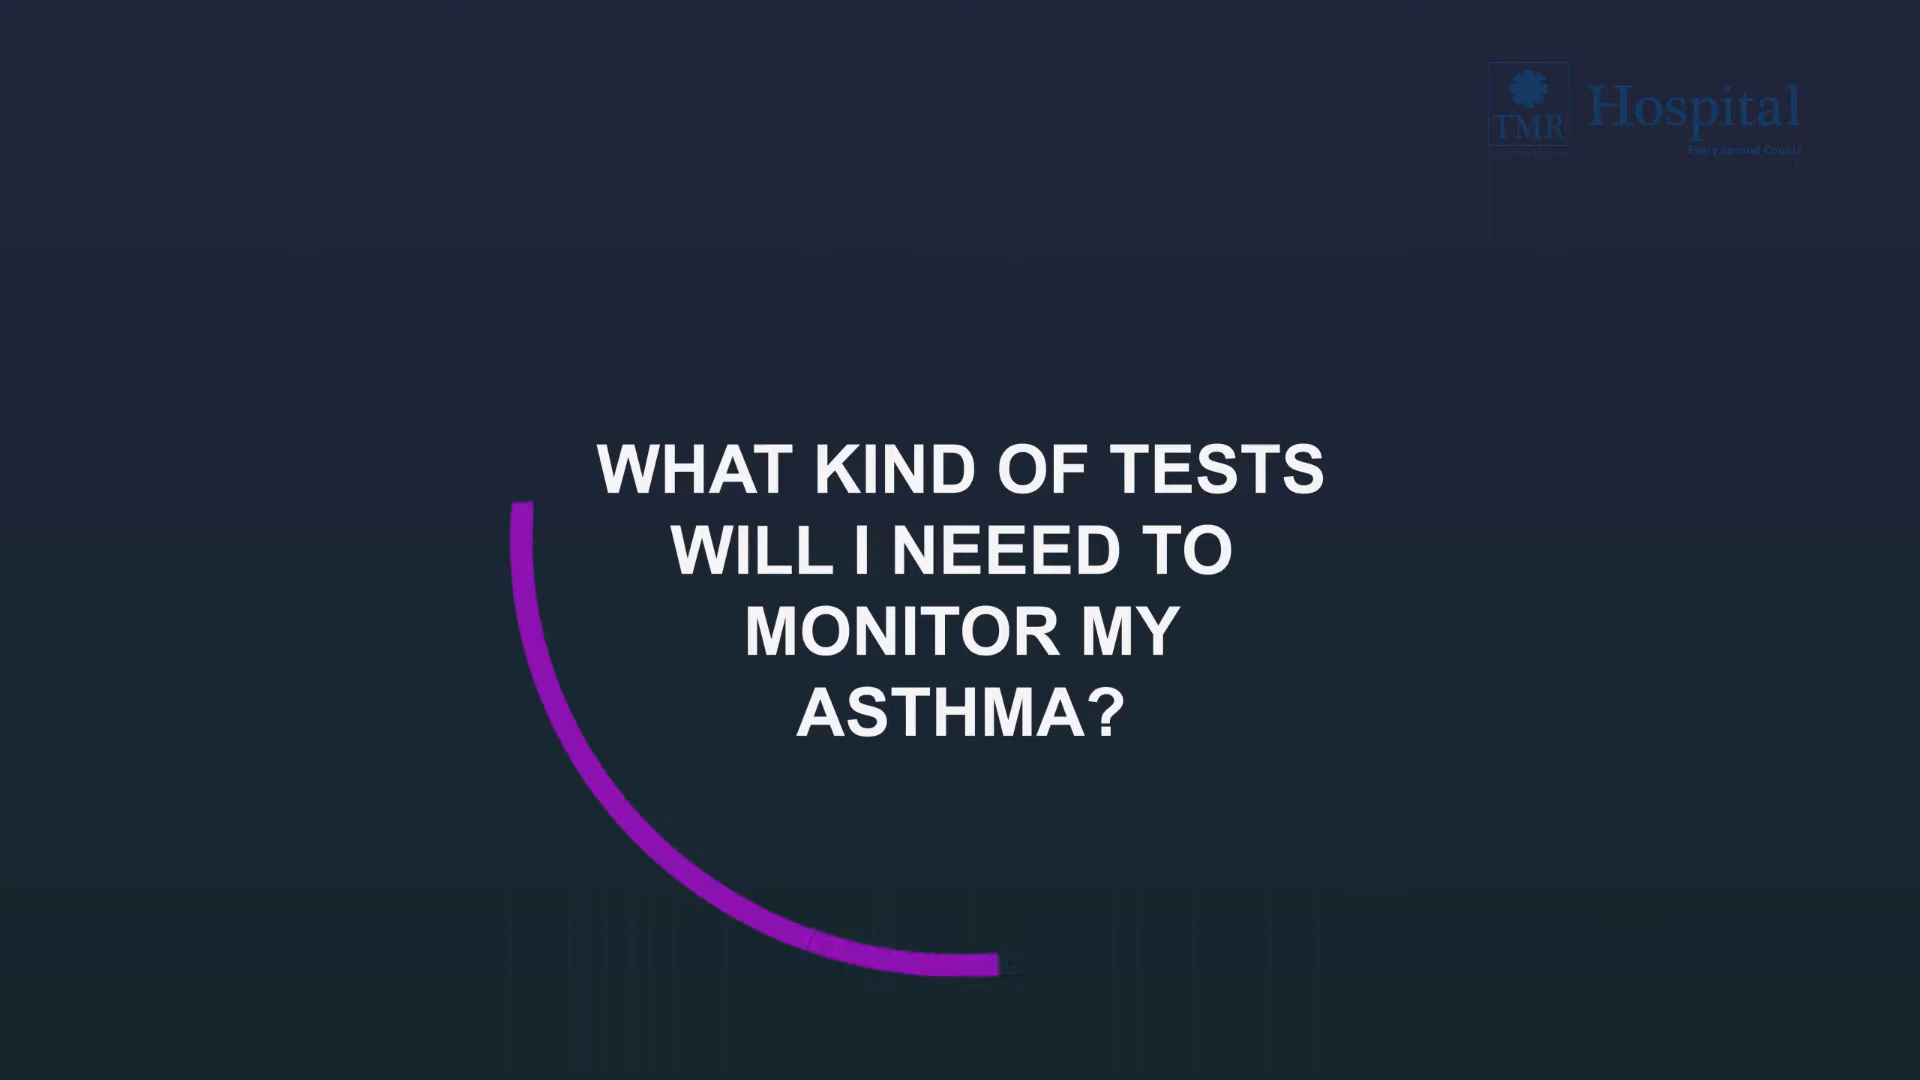 TMR
Hospital
Every Second Counts
WHAT KIND OF TESTS
WILL I NEEED TO
MONITOR MY
ASTHMA?